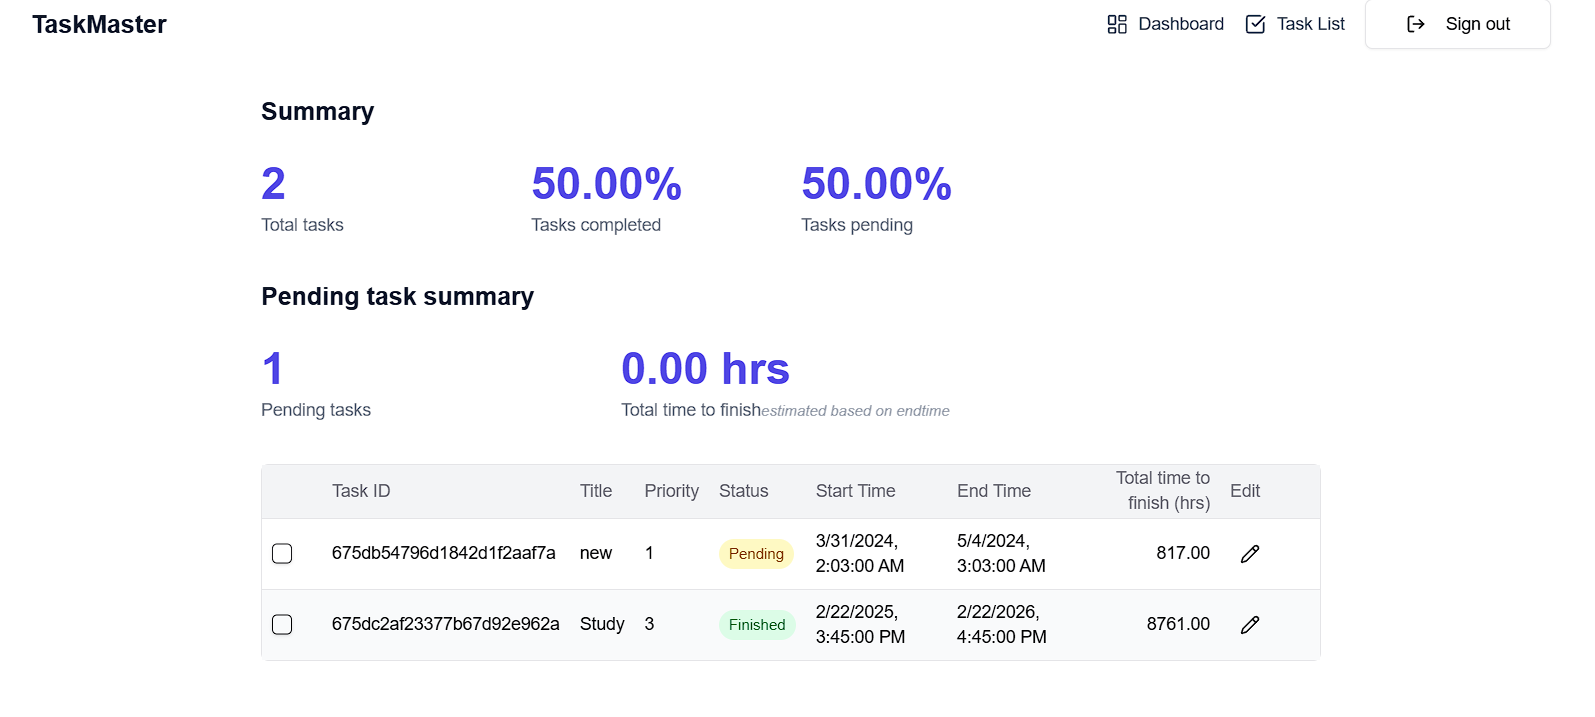 TaskMaster
Dashboard
Task List
Sign out
Summary
2
50.00%
50.00%
Total tasks
Tasks completed
Tasks pending
Pending task summary
1
0.00 hrs
Pending tasks
Total time to finishestimated based on endtime
Task ID Title Priority Status Start Time End Time Total time to finish (hrs) Edit
675db54796d1842d1f2aaf7a new 1 Pending 3/31/2024, 2:03:00 AM 5/4/2024, 3:03:00 AM 817.00
675dc2af23377b67d92e962a Study 3 Finished 2/22/2025, 3:45:00 PM 2/22/2026, 4:45:00 PM 8761.00